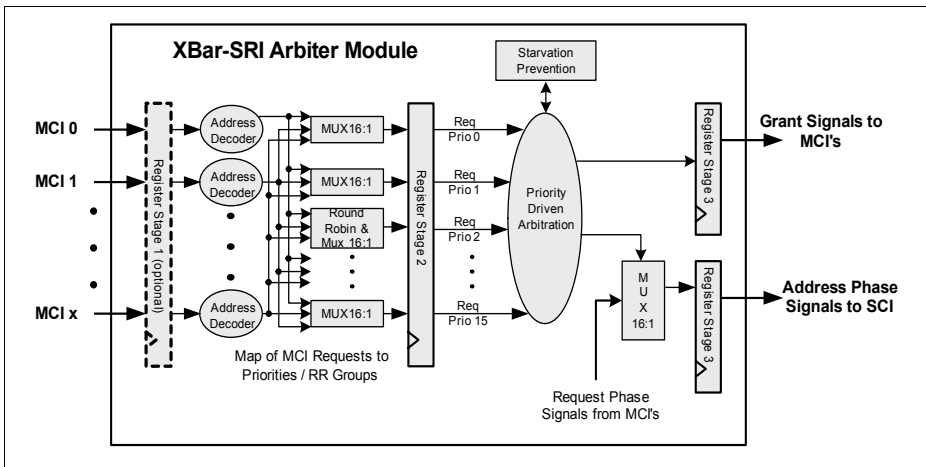 XBar-SRI Arbiter Module
Starvation
Prevention
MCI 0
MCI 1
MCI x
Register Stage 1 (optional)
Address
Decoder
Address
Decoder
Address
Decoder
MUX16:1
MUX16:1
Round
Robin &
Mux 16:1
MUX16:1
Map of MCI Requests to
Priorities / RR Groups
Register Stage 2
Req
Prio 0
Req
Prio 1
Req
Prio 2
Req
Prio 15
Priority
Driven
Arbitration
M
U
X
16:1
Request Phase
Signals from MCI's
Register Stage 3
Register Stage 3
Grant Signals to
MCI's
Address Phase
Signals to SCI